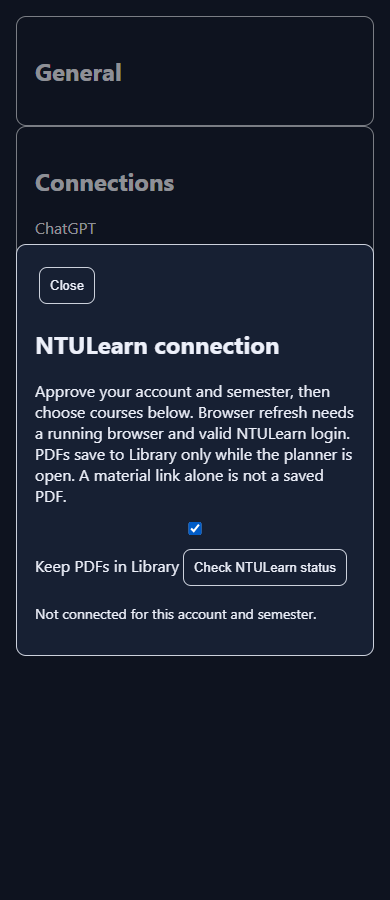 General
Connections
ChatGPT
Close
NTULearn connection
Approve your account and semester, then
choose courses below. Browser refresh needs
a running browser and valid NTULearn login.
PDFs save to Library only while the planner is
open. A material link alone is not a saved
PDF.
Keep PDFs in Library Check NTULearn status
Not connected for this account and semester.